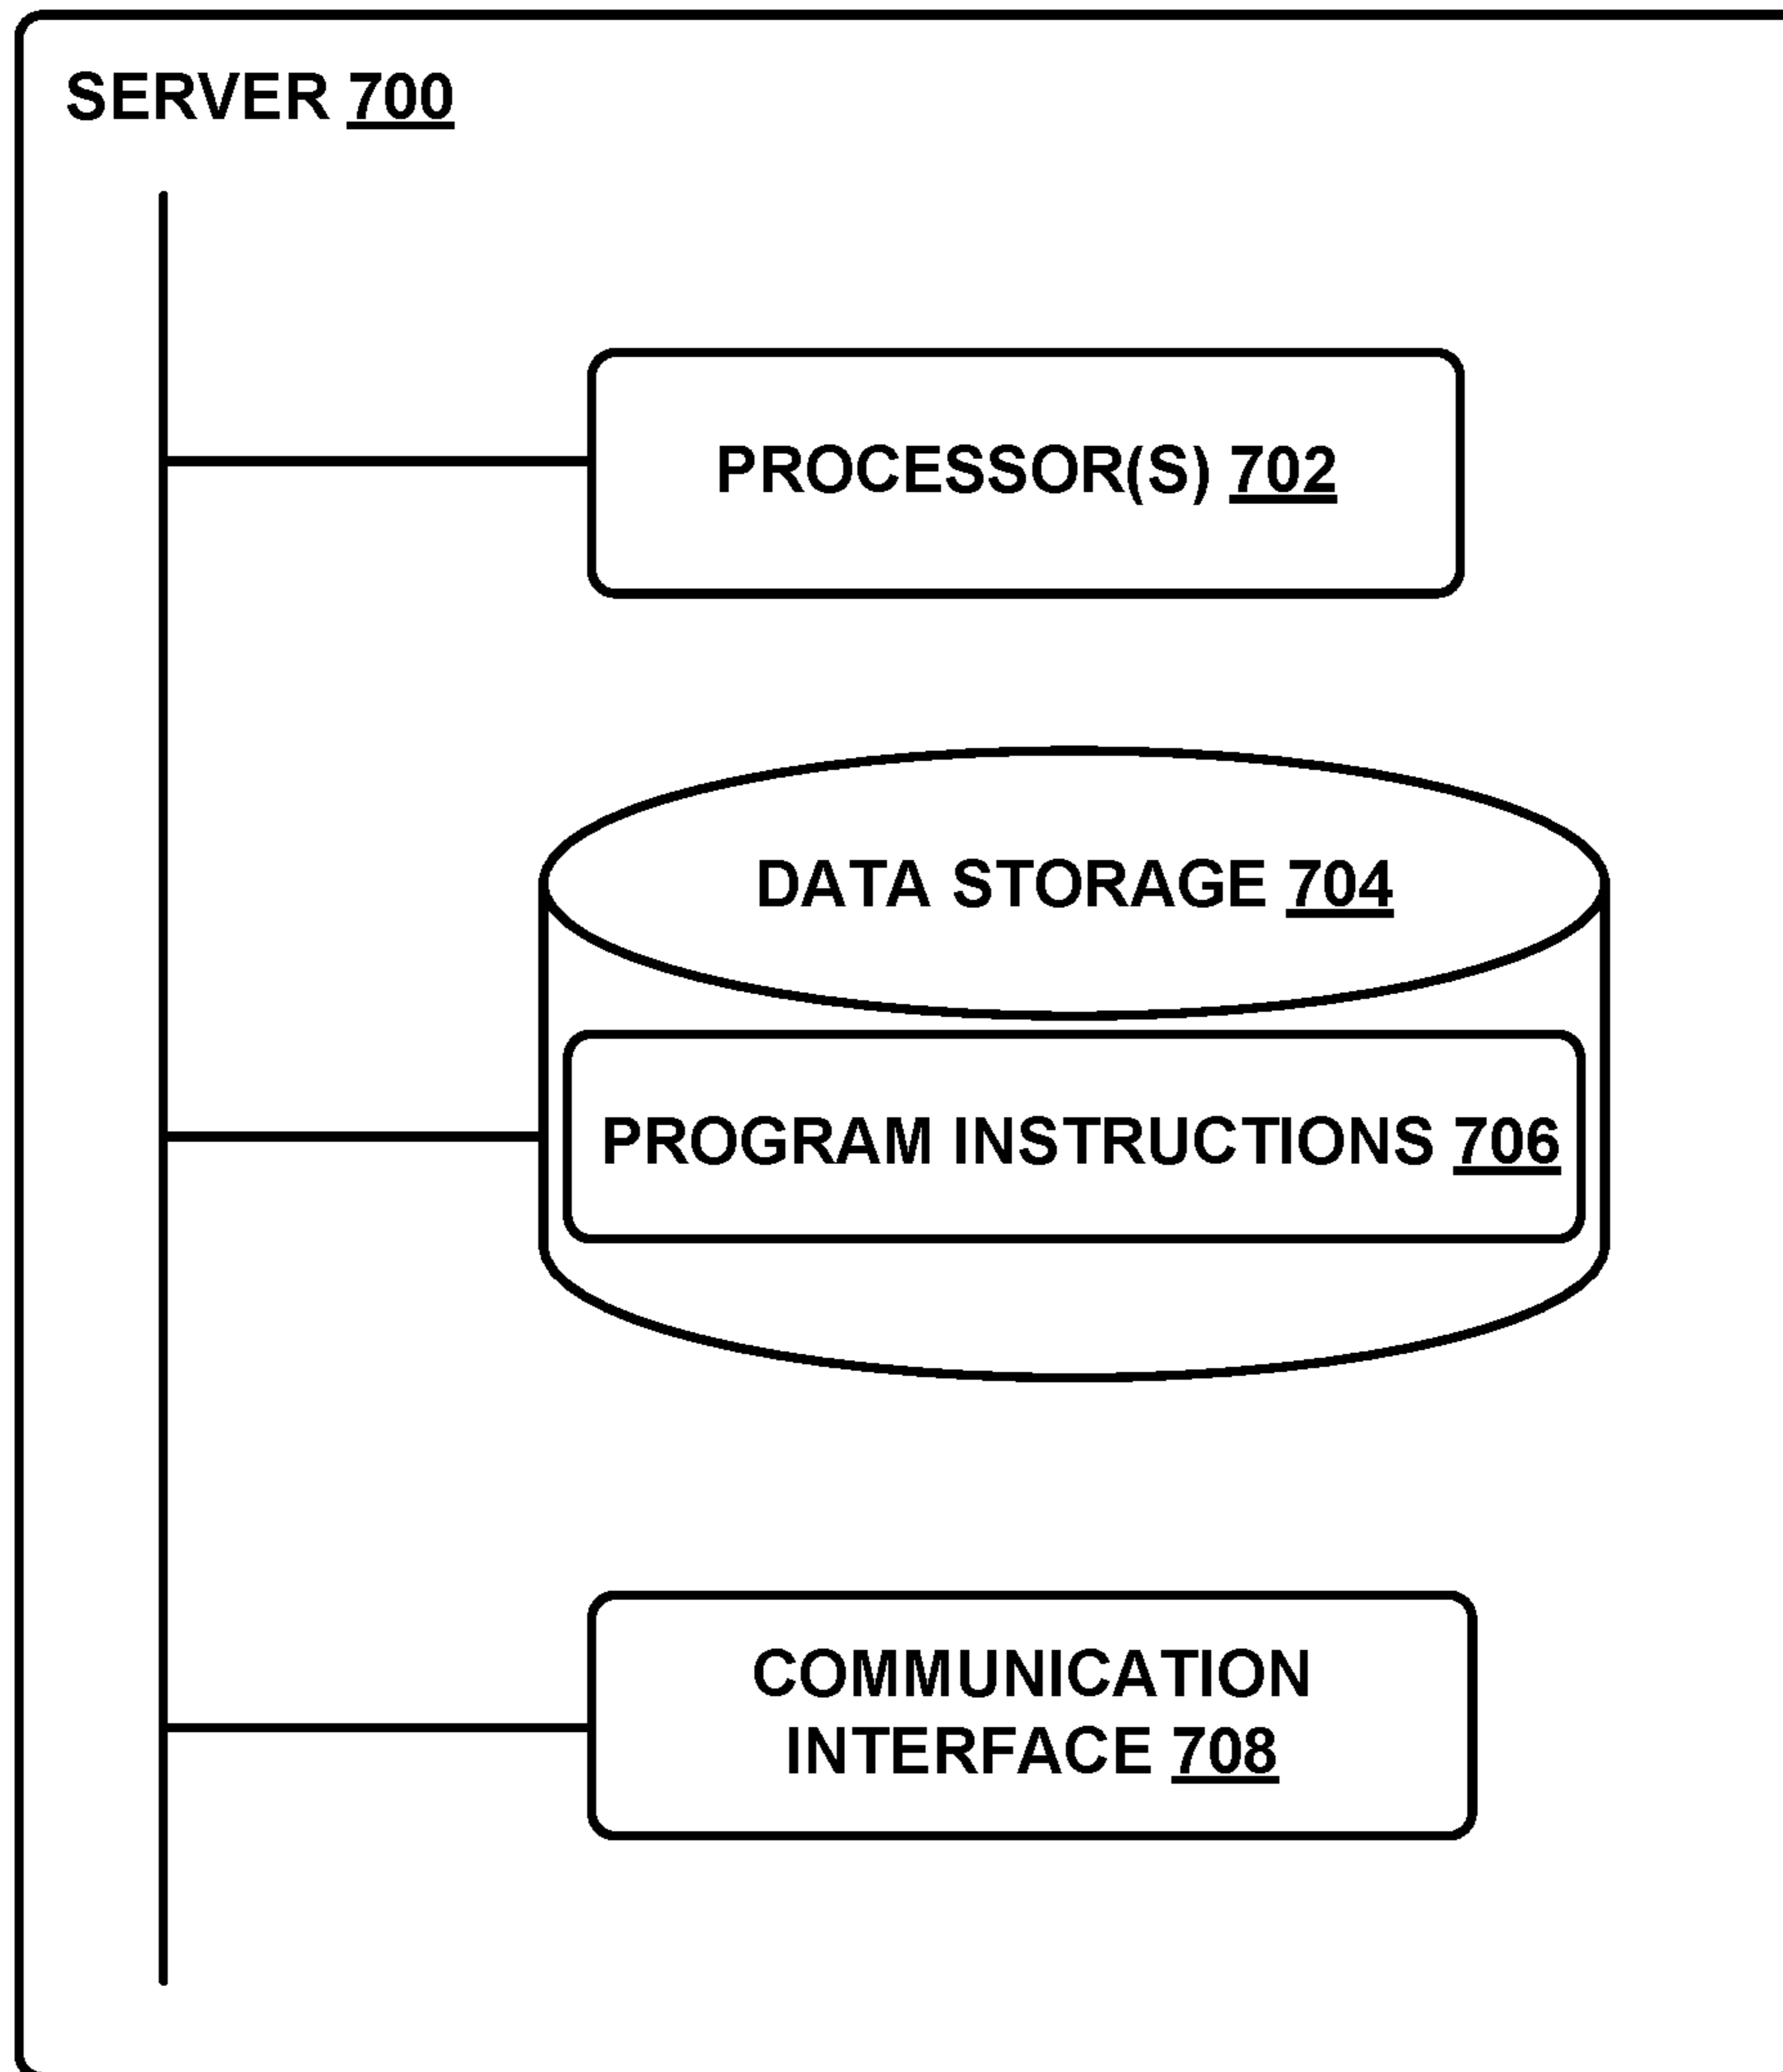 SERVER 700
PROCESSOR(S) 702
DATA STORAGE 704
PROGRAM INSTRUCTIONS 706
COMMUNICATION
INTERFACE 708